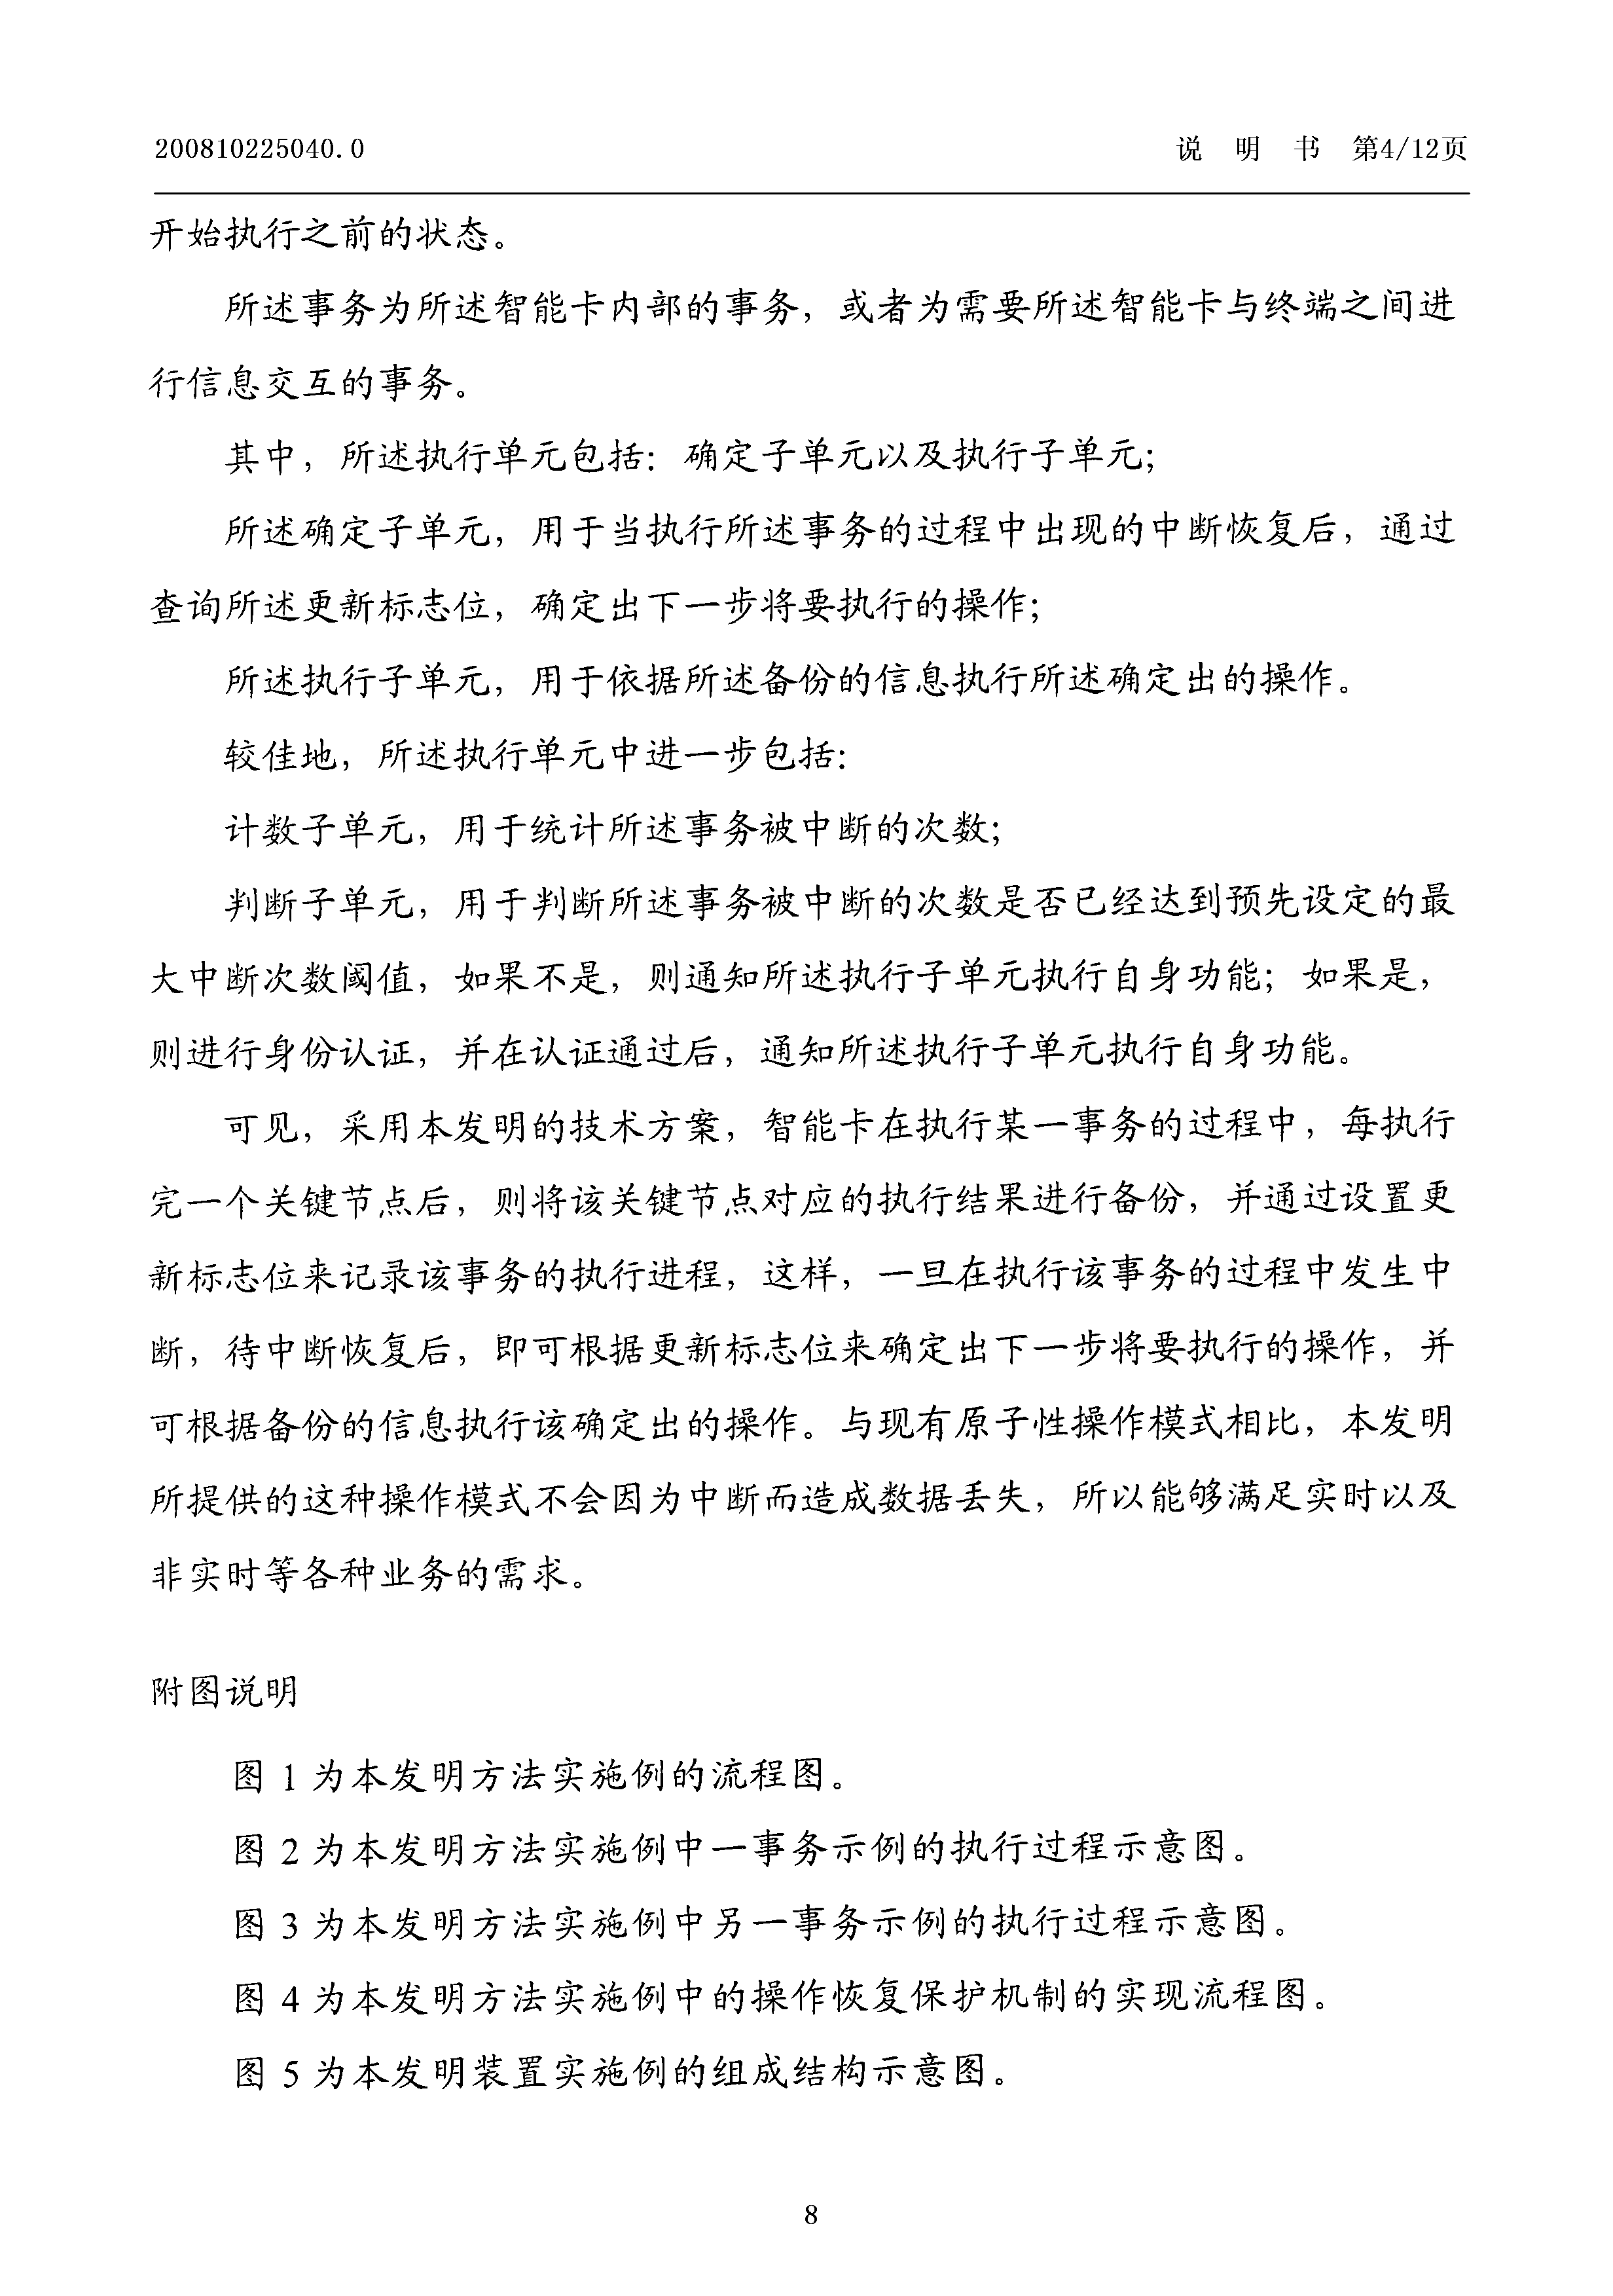 200810225040.0 说 明 书 第4/12页
开始执行之前的状态。
所述事务为所述智能卡内部的事务，或者为需要所述智能卡与终端之间进
行信息交互的事务。
其中，所述执行单元包括：确定子单元以及执行子单元；
所述确定子单元，用于当执行所述事务的过程中出现的中断恢复后，通过
查询所述更新标志位，确定出下一步将要执行的操作；
所述执行子单元，用于依据所述备份的信息执行所述确定出的操作。
较佳地，所述执行单元中进一步包括：
计数子单元，用于统计所述事务被中断的次数；
判断子单元，用于判断所述事务被中断的次数是否已经达到预先设定的最
大中断次数阈值，如果不是，则通知所述执行子单元执行自身功能；如果是，
则进行身份认证，并在认证通过后，通知所述执行子单元执行自身功能。
可见，采用本发明的技术方案，智能卡在执行某一事务的过程中，每执行
完一个关键节点后，则将该关键节点对应的执行结果进行备份，并通过设置更
新标志位来记录该事务的执行进程，这样，一旦在执行该事务的过程中发生中
断，待中断恢复后，即可根据更新标志位来确定出下一步将要执行的操作，并
可根据备份的信息执行该确定出的操作。与现有原子性操作模式相比，本发明
所提供的这种操作模式不会因为中断而造成数据丢失，所以能够满足实时以及
非实时等各种业务的需求。
附图说明
图 1 为本发明方法实施例的流程图。
图 2 为本发明方法实施例中一事务示例的执行过程示意图。
图 3 为本发明方法实施例中另一事务示例的执行过程示意图。
图 4 为本发明方法实施例中的操作恢复保护机制的实现流程图。
图 5 为本发明装置实施例的组成结构示意图。
8